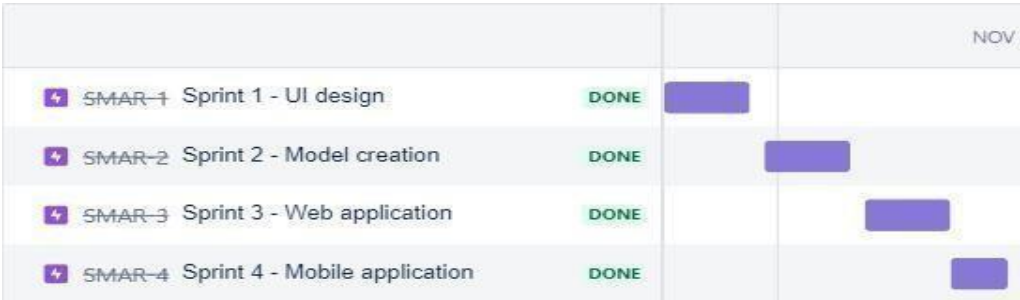 NOV
SMAR-1 Sprint 1 - UI design DONE
SMAR-2 Sprint 2 - Model creation DONE
SMAR-3 Sprint 3 - Web application DONE
SMAR-4 Sprint 4 - Mobile application DONE